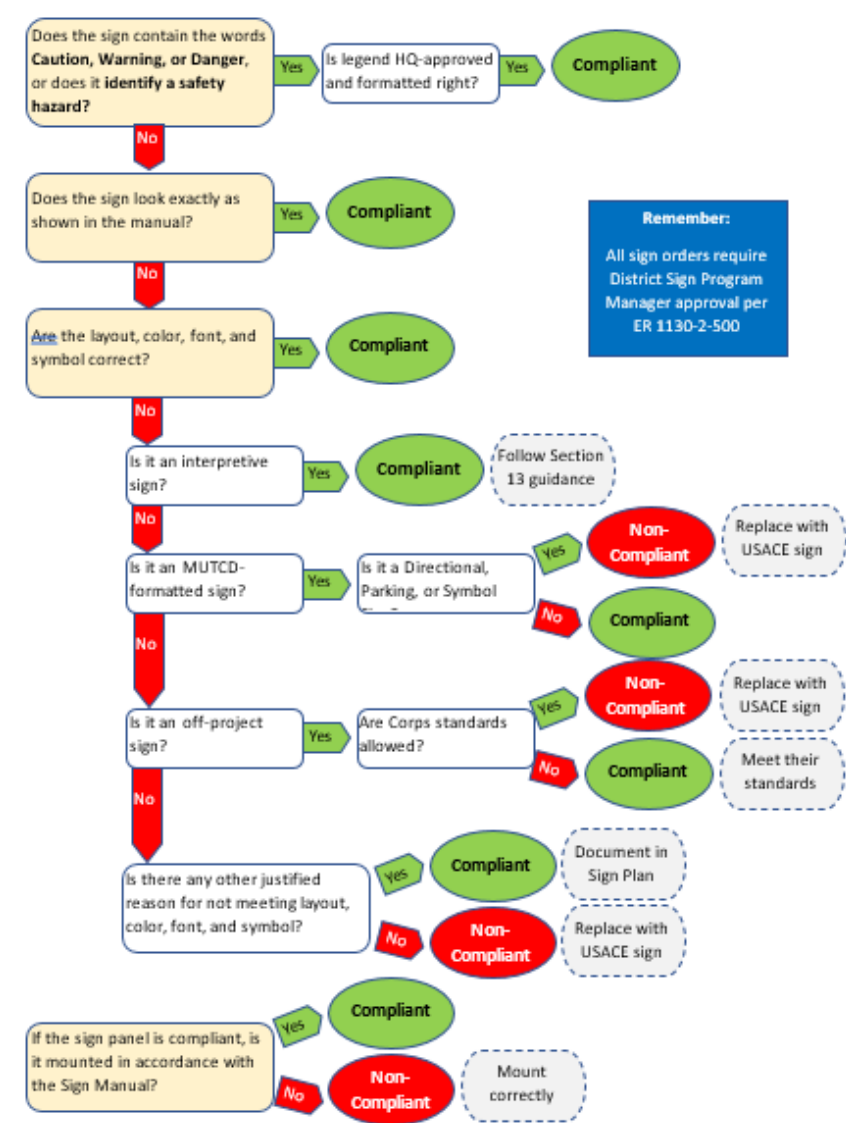 Does the sign contain the words
Caution, Warning, or Danger,
or does it identify a safety
hazard?
Yes
Is legend HQ-approved
and formatted right?
Yes
Compliant
No
Does the sign look exactly as
shown in the manual?
Yes
Compliant
Remember:
All sign orders require
District Sign Program
Manager approval per
ER 1130-2-500
No
Are the layout, color, font, and
symbol correct?
Yes
Compliant
No
Is it an interpretive
sign?
Yes
Compliant
Follow Section
13 guidance
No
Is it an MUTCD-
formatted sign?
Yes
Is it a Directional,
Parking, or Symbol
Yes
Non-
Compliant
Replace with
USACE sign
No
Compliant
No
Is it an off-project
sign?
Yes
Are Corps standards
allowed?
Yes
Non-
Compliant
Replace with
USACE sign
No
Compliant
Meet their
standards
No
Is there any other justified
reason for not meeting layout,
color, font, and symbol?
Yes
Compliant
Document in
Sign Plan
No
Non-
Compliant
Replace with
USACE sign
If the sign panel is compliant, is
it mounted in accordance with
the Sign Manual?
Yes
Compliant
No
Non-
Compliant
Mount
correctly